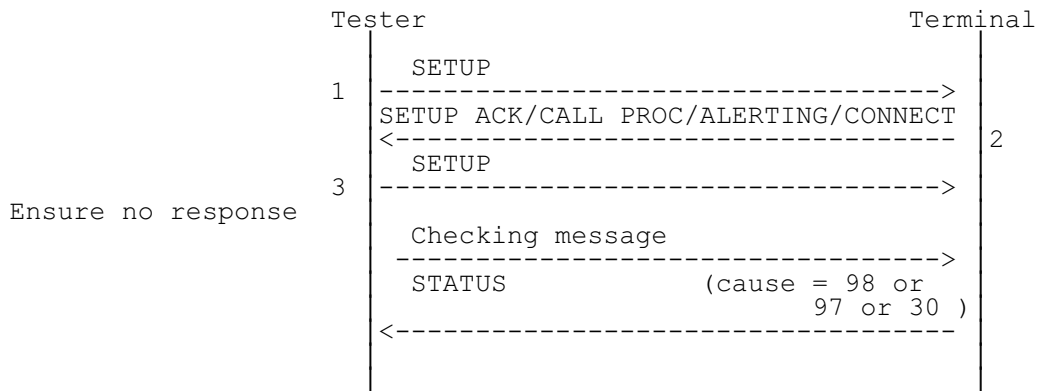 Tester Terminal
SETUP
1
SETUP ACK/CALL PROC/ALERTING/CONNECT
2
SETUP
3
Ensure no response
Checking message
STATUS (cause = 98 or
97 or 30 )